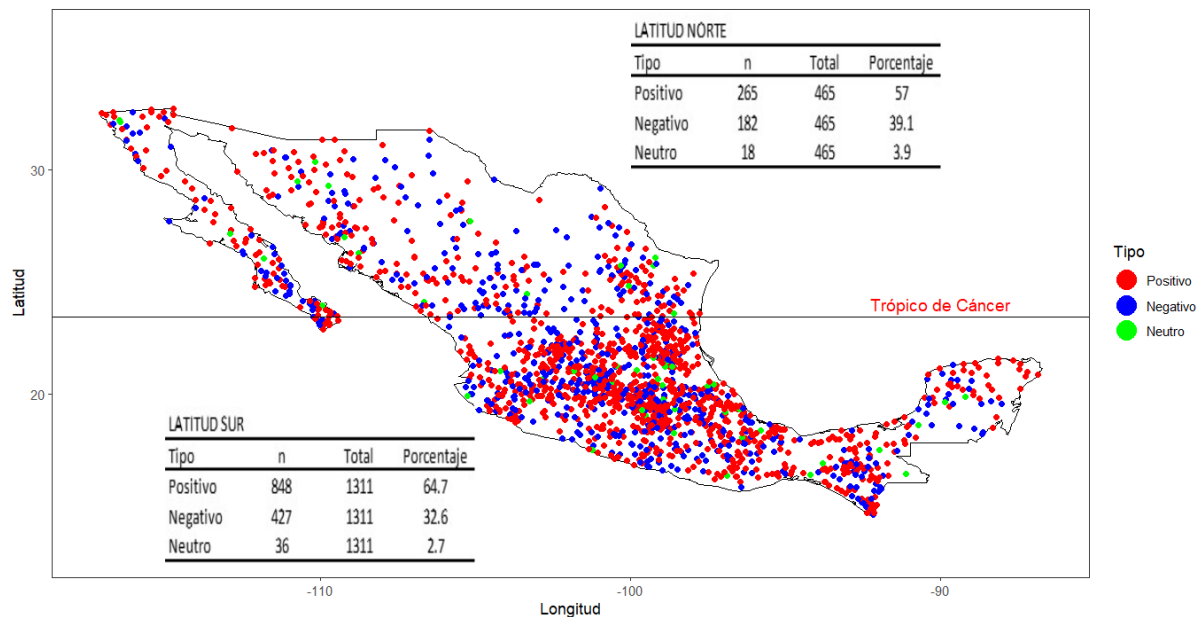 LATITUD NORTE
Tipo n Total Porcentaje
Positivo 265 465 57
Negativo 182 465 39.1
Neutro 18 465 3.9
30
Latitud
Trópico de Cáncer
Tipo
Positivo
Negativo
Neutro
20
LATITUD SUR
Tipo n Total Porcentaje
Positivo 848 1311 64.7
Negativo 427 1311 32.6
Neutro 36 1311 2.7
-110 -100 -90
Longitud